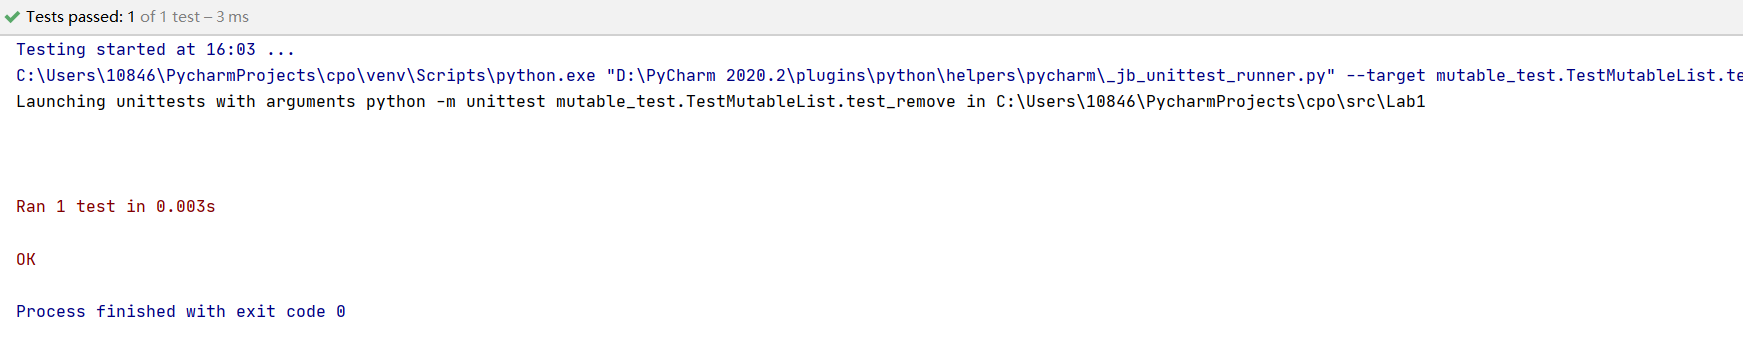 Tests passed: 1 of 1 test – 3 ms
Testing started at 16:03 ...
C:\Users\10846\PycharmProjects\cpo\venv\Scripts\python.exe "D:\PyCharm 2020.2\plugins\python\helpers\pycharm\_jb_unittest_runner.py" --target mutable_test.TestMutableList.te
Launching unittests with arguments python -m unittest mutable_test.TestMutableList.test_remove in C:\Users\10846\PycharmProjects\cpo\src\Lab1
Ran 1 test in 0.003s
OK
Process finished with exit code 0